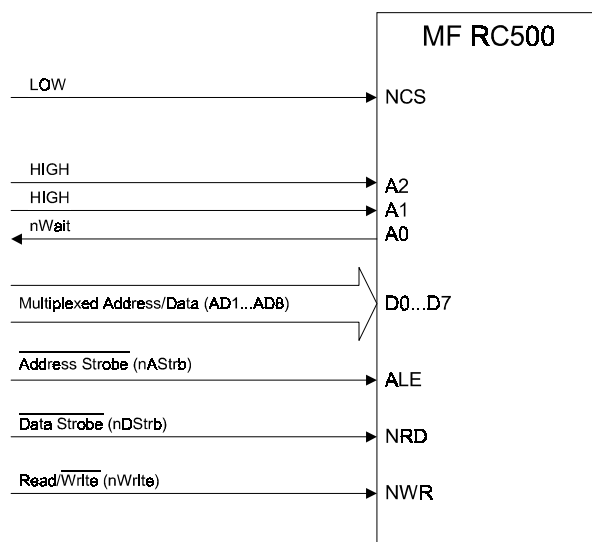 MF RC500
LOW
NCS
HIGH
A2
HIGH
A1
nWait
A0
Multiplexed Address/Data (AD1...AD8)
D0...D7
Address Strobe (nAStrb)
ALE
Data Strobe (nDStrb)
NRD
Read/Write (nWrite)
NWR